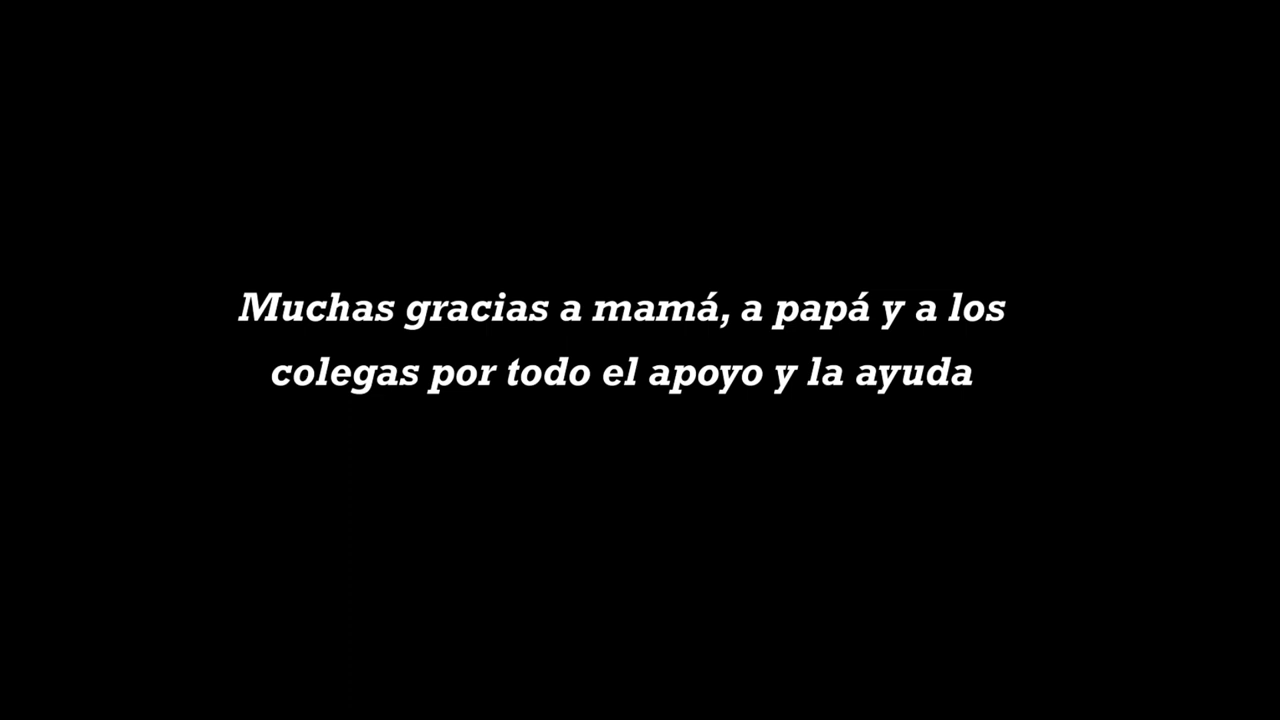 Muchas gracias a mamá, a papá y a los
colegas por todo el apoyo y la ayuda